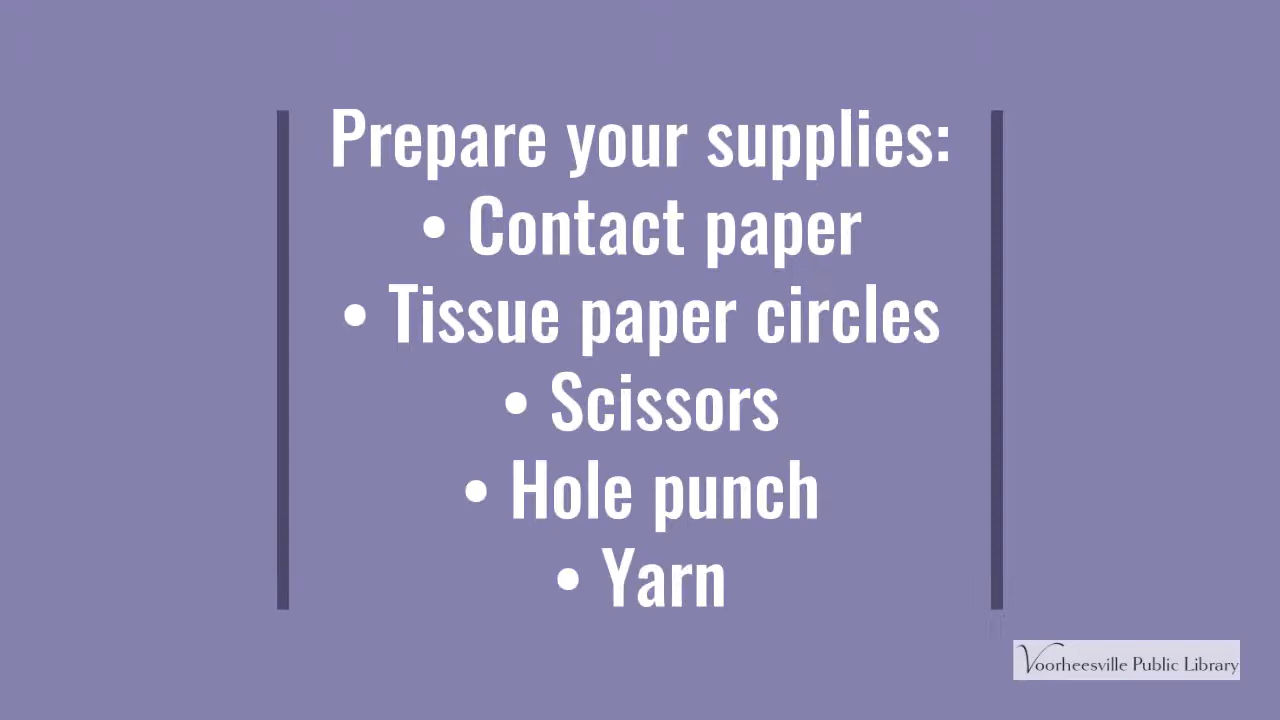 Prepare your supplies:
• Contact paper
• Tissue paper circles
• Scissors
• Hole punch
• Yarn
Voorheesville Public Library